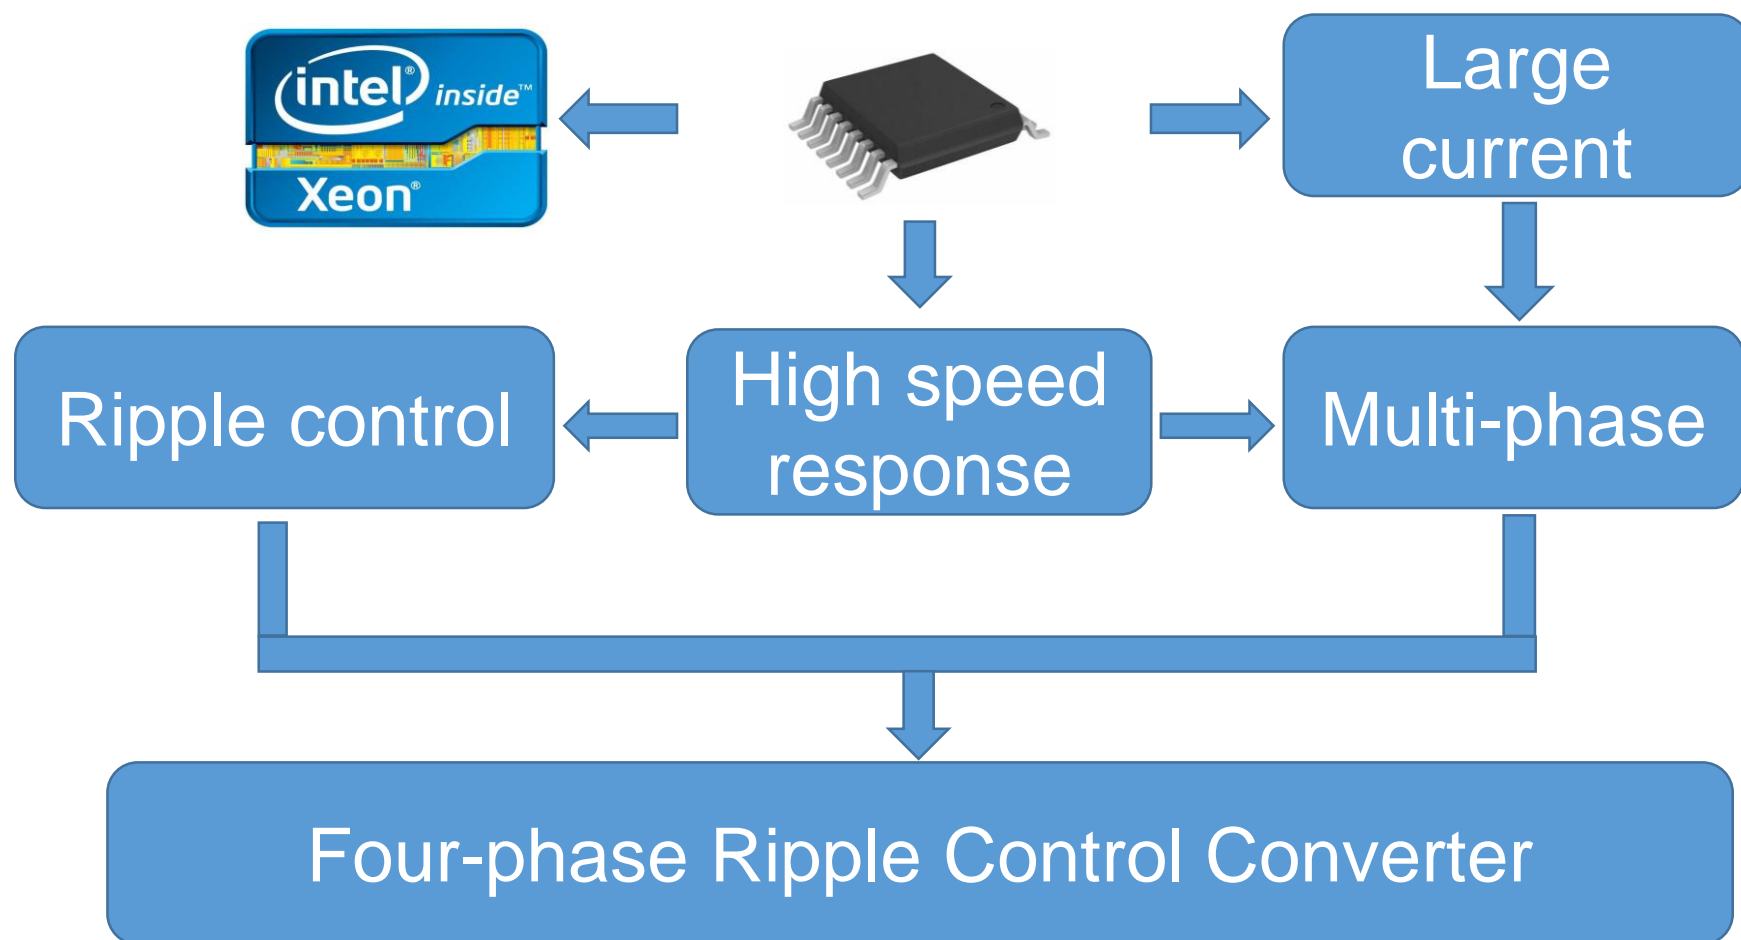 intel® inside™
Xeon®
Large
current
Ripple control
High speed
response
Multi-phase
Four-phase Ripple Control Converter